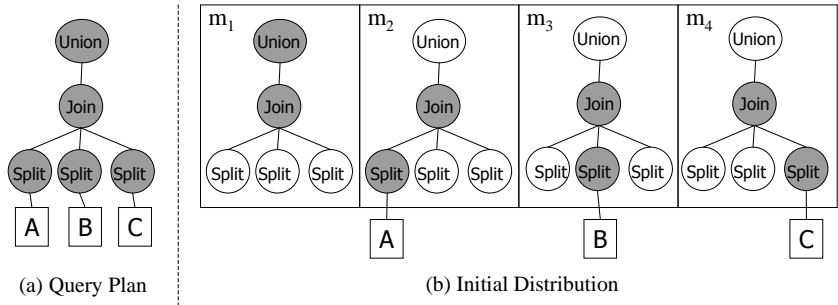 m1 m2 m3 m4
Union Union Union Union Union
Join Join Join Join Join
Split Split Split Split Split Split Split Split Split Split Split Split Split Split Split
A B C A B C
(a) Query Plan (b) Initial Distribution